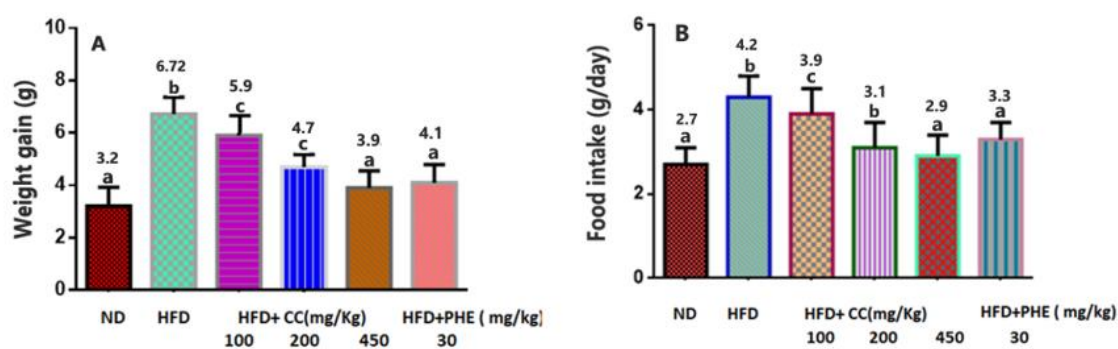 A
Weight gain (g)
10
8
6
4
2
0
3.2
a
6.72
b
5.9
c
4.7
c
3.9
a
4.1
a
ND HFD HFD+ CC(mg/Kg) HFD+PHE ( mg/kg)
100 200 450 30
B
Food intake (g/day)
6
4
2
0
2.7
a
4.2
b
3.9
c
3.1
b
2.9
a
3.3
a
ND HFD HFD+ CC(mg/Kg) HFD+PHE ( mg/kg)
100 200 450 30